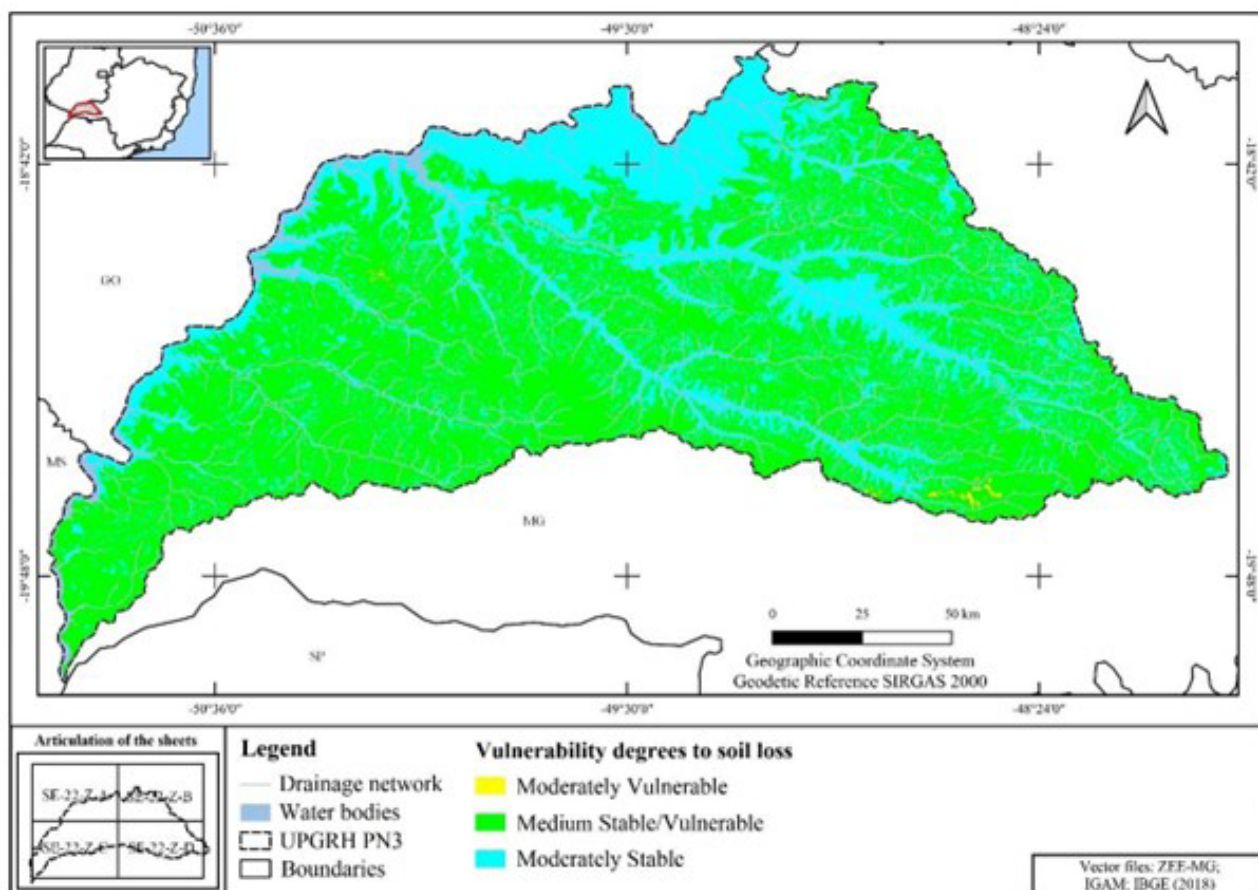 -50°36'0"
-49°30'0"
-48°24'0"
-18°42'0"
-18°42'0"
GO
MS
MG
SP
-19°48'0"
-19°48'0"
0 25 50 km
Geographic Coordinate System
Geodetic Reference SIRGAS 2000
-50°36'0"
-49°30'0"
-48°24'0"
Articulation of the sheets
SE-22-Z-B
SE-22-Z-D
Legend
Drainage network
Water bodies
UPGRH PN3
Boundaries
Vulnerability degrees to soil loss
Moderately Vulnerable
Medium Stable/Vulnerable
Moderately Stable
Vector files: ZEE-MG;
IGAM; IBGE (2018)